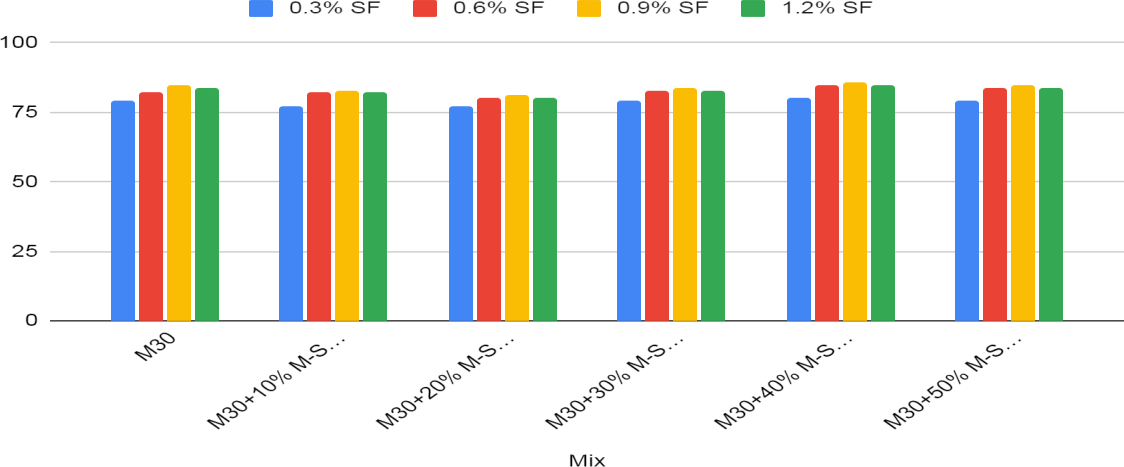 0.3% SF 0.6% SF 0.9% SF 1.2% SF
100
75
50
25
0
M30
M30+10% M-S...
M30+20% M-S...
M30+30% M-S...
M30+40% M-S...
M30+50% M-S...
Mix